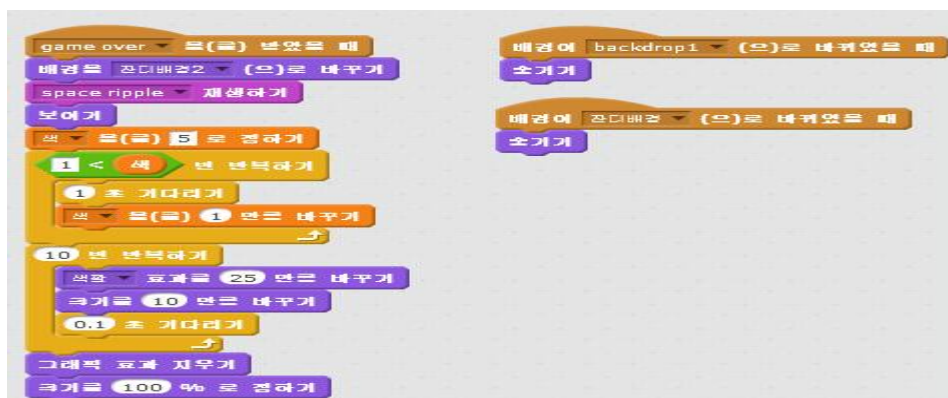 game over 을(를) 받았을 때
배경을 잔디배경2 (으)로 바꾸기
space ripple 재생하기
보이기
색 을(를) 5 로 정하기
1 < 색 번 반복하기
1 초 기다리기
색 을(를) 1 만큼 바꾸기
10 번 반복하기
색깔 효과를 25 만큼 바꾸기
크기를 10 만큼 바꾸기
0.1 초 기다리기
그래픽 효과 지우기
크기를 100 % 로 정하기
배경이 backdrop1 (으)로 바뀌었을 때
숨기기
배경이 잔디배경 (으)로 바뀌었을 때
숨기기